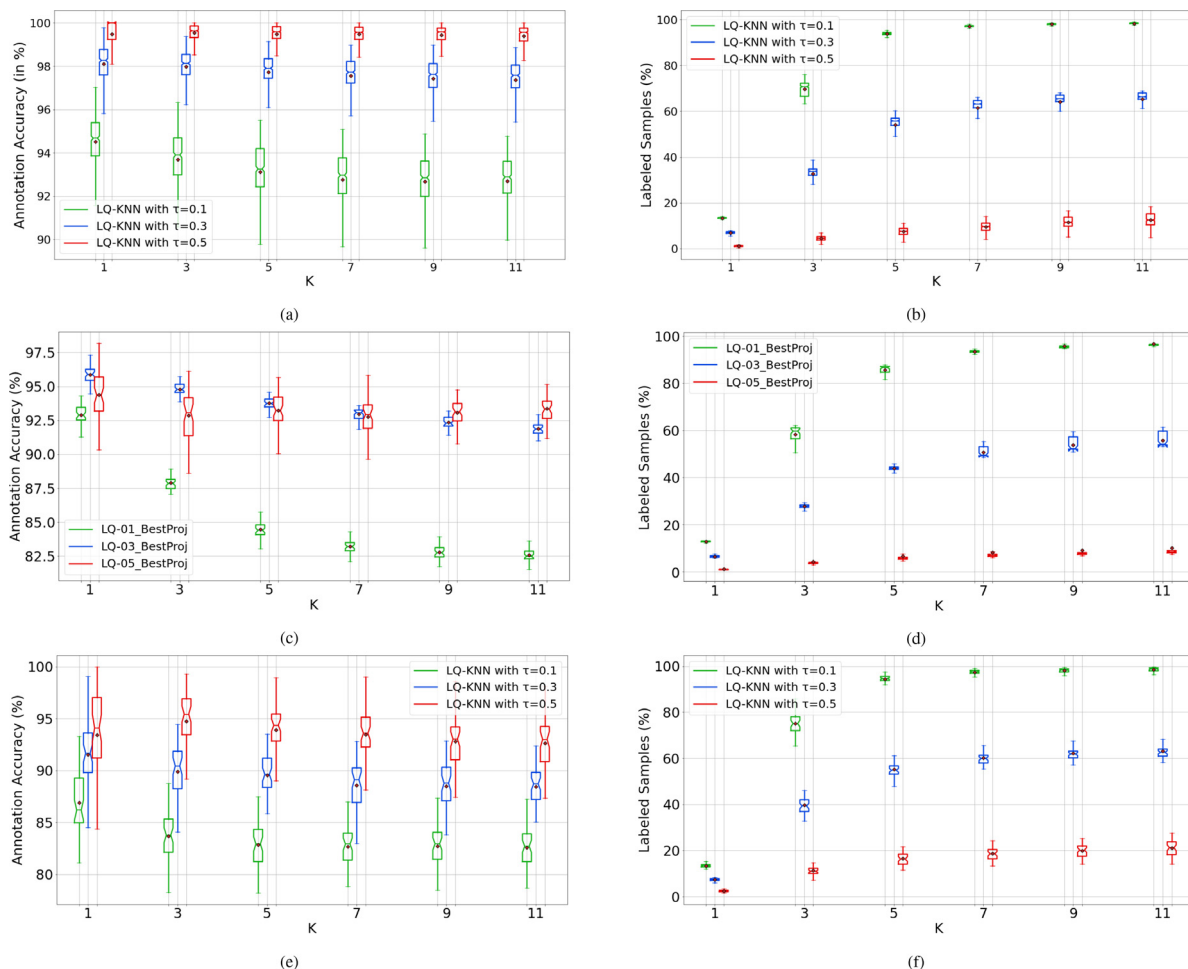 100
98
96
94
92
90
Annotation Accuracy (in %)
LQ-KNN with τ=0.1
LQ-KNN with τ=0.3
LQ-KNN with τ=0.5
1 3 5 7 9 11
K
(a)
100
80
60
40
20
0
Labeled Samples (%)
LQ-KNN with τ=0.1
LQ-KNN with τ=0.3
LQ-KNN with τ=0.5
1 3 5 7 9 11
K
(b)
97.5
95.0
92.5
90.0
87.5
85.0
82.5
Annotation Accuracy (%)
LQ-01_BestProj
LQ-03_BestProj
LQ-05_BestProj
1 3 5 7 9 11
K
(c)
100
80
60
40
20
0
Labeled Samples (%)
LQ-01_BestProj
LQ-03_BestProj
LQ-05_BestProj
1 3 5 7 9 11
K
(d)
100
95
90
85
80
Annotation Accuracy (%)
LQ-KNN with τ=0.1
LQ-KNN with τ=0.3
LQ-KNN with τ=0.5
1 3 5 7 9 11
K
(e)
100
80
60
40
20
0
Labeled Samples (%)
LQ-KNN with τ=0.1
LQ-KNN with τ=0.3
LQ-KNN with τ=0.5
1 3 5 7 9 11
K
(f)